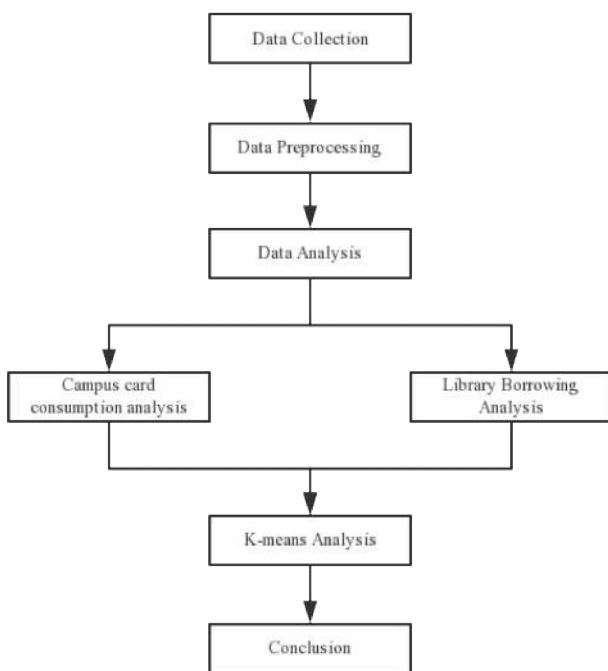 Data Collection
Data Preprocessing
Data Analysis
Campus card
consumption analysis
Library Borrowing
Analysis
K-means Analysis
Conclusion